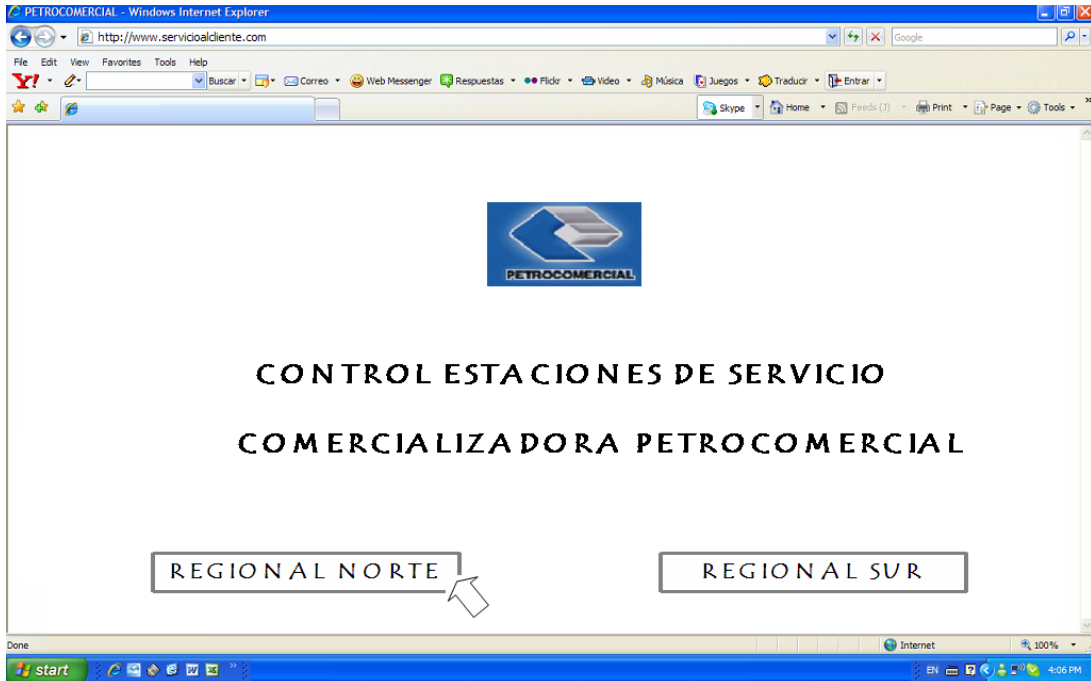 PETROCOMERCIAL - Windows Internet Explorer
http://www.servicioalcliente.com
Google
File Edit View Favorites Tools Help
Y! Buscar Correo Web Messenger Respuestas Flickr Video Música Juegos Traducir Entrar
Skype Home Feeds (J) Print Page Tools
PETROCOMERCIAL
CONTROL ESTACIONES DE SERVICIO
COMERCIALIZADORA PETROCOMERCIAL
REGIONAL NORTE
REGIONAL SUR
Done Internet 100%
start EN 4:06 PM